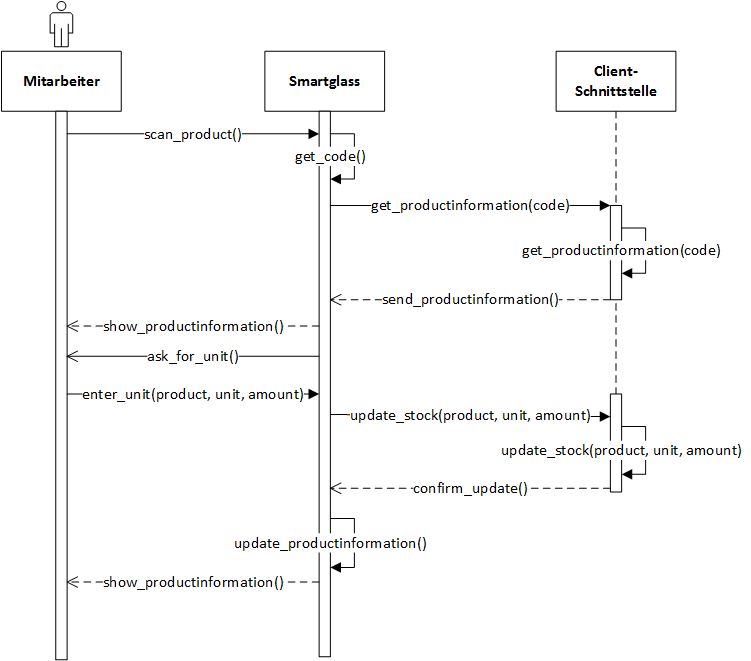 Mitarbeiter
Smartglass
Client-
Schnittstelle
scan_product()
get_code()
get_productinformation(code)
get_productinformation(code)
send_productinformation()
show_productinformation()
ask_for_unit()
enter_unit(product, unit, amount)
update_stock(product, unit, amount)
update_stock(product, unit, amount)
confirm_update()
update_productinformation()
show_productinformation()